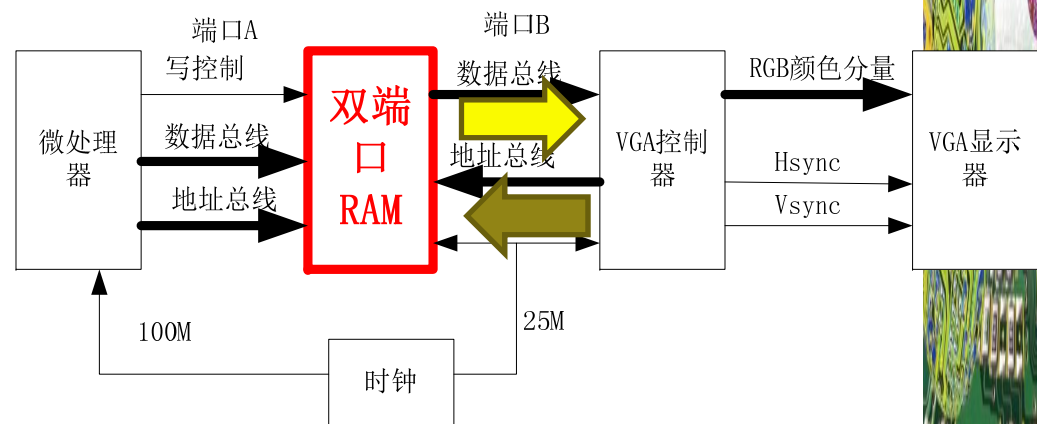 端口A
端口B
写控制
数据总线
地址总线
微处理
器
双端
口
RAM
数据总线
地址总线
VGA控制
器
RGB颜色分量
Hsync
Vsync
VGA显示
器
100M
25M
时钟